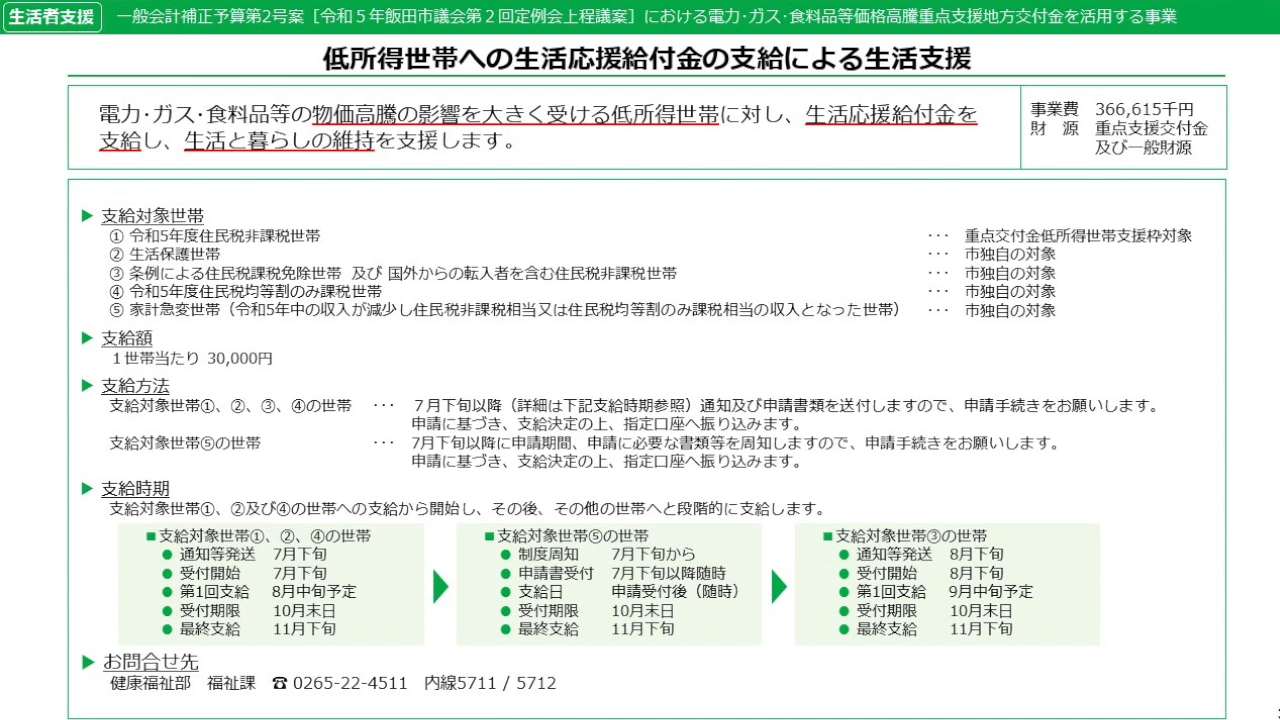 生活者支援 一般会計補正予算第2号案［令和５年飯田市議会第２回定例会上程議案］における電力･ガス･食料品等価格高騰重点支援地方交付金を活用する事業
低所得世帯への生活応援給付金の支給による生活支援
電力･ガス･食料品等の物価高騰の影響を大きく受ける低所得世帯に対し、生活応援給付金を
支給し、生活と暮らしの維持を支援します。
事業費 366,615千円
財 源 重点支援交付金
及び一般財源
▶ 支給対象世帯
① 令和5年度住民税非課税世帯 ･･･ 重点交付金低所得世帯支援枠対象
② 生活保護世帯 ･･･ 市独自の対象
③ 条例による住民税課税免除世帯 及び 国外からの転入者を含む住民税非課税世帯 ･･･ 市独自の対象
④ 令和5年度住民税均等割のみ課税世帯 ･･･ 市独自の対象
⑤ 家計急変世帯（令和5年中の収入が減少し住民税非課税相当又は住民税均等割のみ課税相当の収入となった世帯） ･･･ 市独自の対象
▶ 支給額
１世帯当たり 30,000円
▶ 支給方法
支給対象世帯①、②、③、④の世帯 ･･･ ７月下旬以降（詳細は下記支給時期参照）通知及び申請書類を送付しますので、申請手続きをお願いします。
申請に基づき、支給決定の上、指定口座へ振り込みます。
支給対象世帯⑤の世帯 ･･･ 7月下旬以降に申請期間、申請に必要な書類等を周知しますので、申請手続きをお願いします。
申請に基づき、支給決定の上、指定口座へ振り込みます。
▶ 支給時期
支給対象世帯①、②及び④の世帯への支給から開始し、その後、その他の世帯へと段階的に支給します。
■支給対象世帯①、②、④の世帯
● 通知等発送 7月下旬
● 受付開始 7月下旬
● 第1回支給 8月中旬予定
● 受付期限 10月末日
● 最終支給 11月下旬
■支給対象世帯⑤の世帯
● 制度周知 7月下旬から
● 申請書受付 7月下旬以降随時
● 支給日 申請受付後（随時）
● 受付期限 10月末日
● 最終支給 11月下旬
■支給対象世帯③の世帯
● 通知等発送 8月下旬
● 受付開始 8月下旬
● 第1回支給 9月中旬予定
● 受付期限 10月末日
● 最終支給 11月下旬
▶ お問合せ先
健康福祉部 福祉課 ☎ 0265-22-4511 内線5711 / 5712